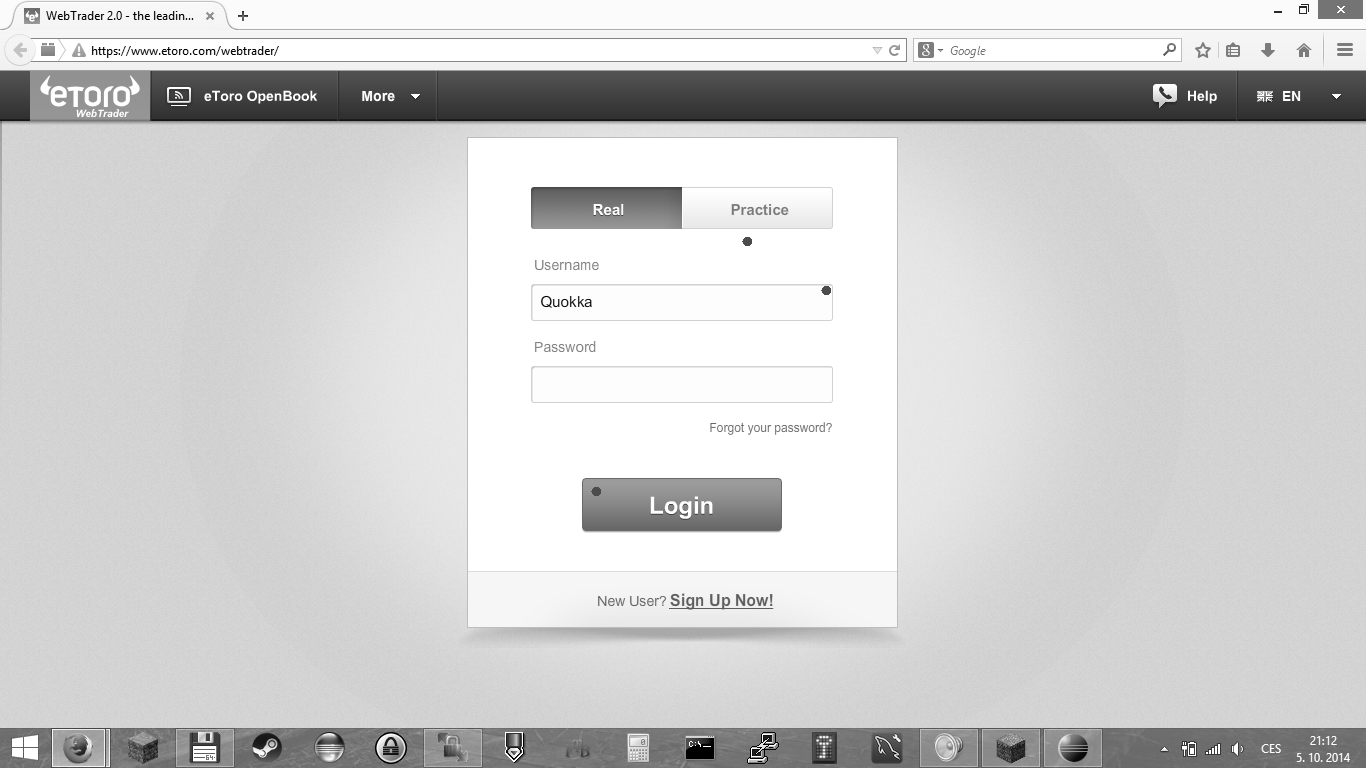 WebTrader 2.0 - the leadin...
https://www.etoro.com/webtrader/
8
Google
eToro
WebTrader
eToro OpenBook
More
Help
EN
Real
Practice
Username
Quokka
Password
Forgot your password?
Login
New User? Sign Up Now!
64
C:\_
CES
21:12
5. 10. 2014